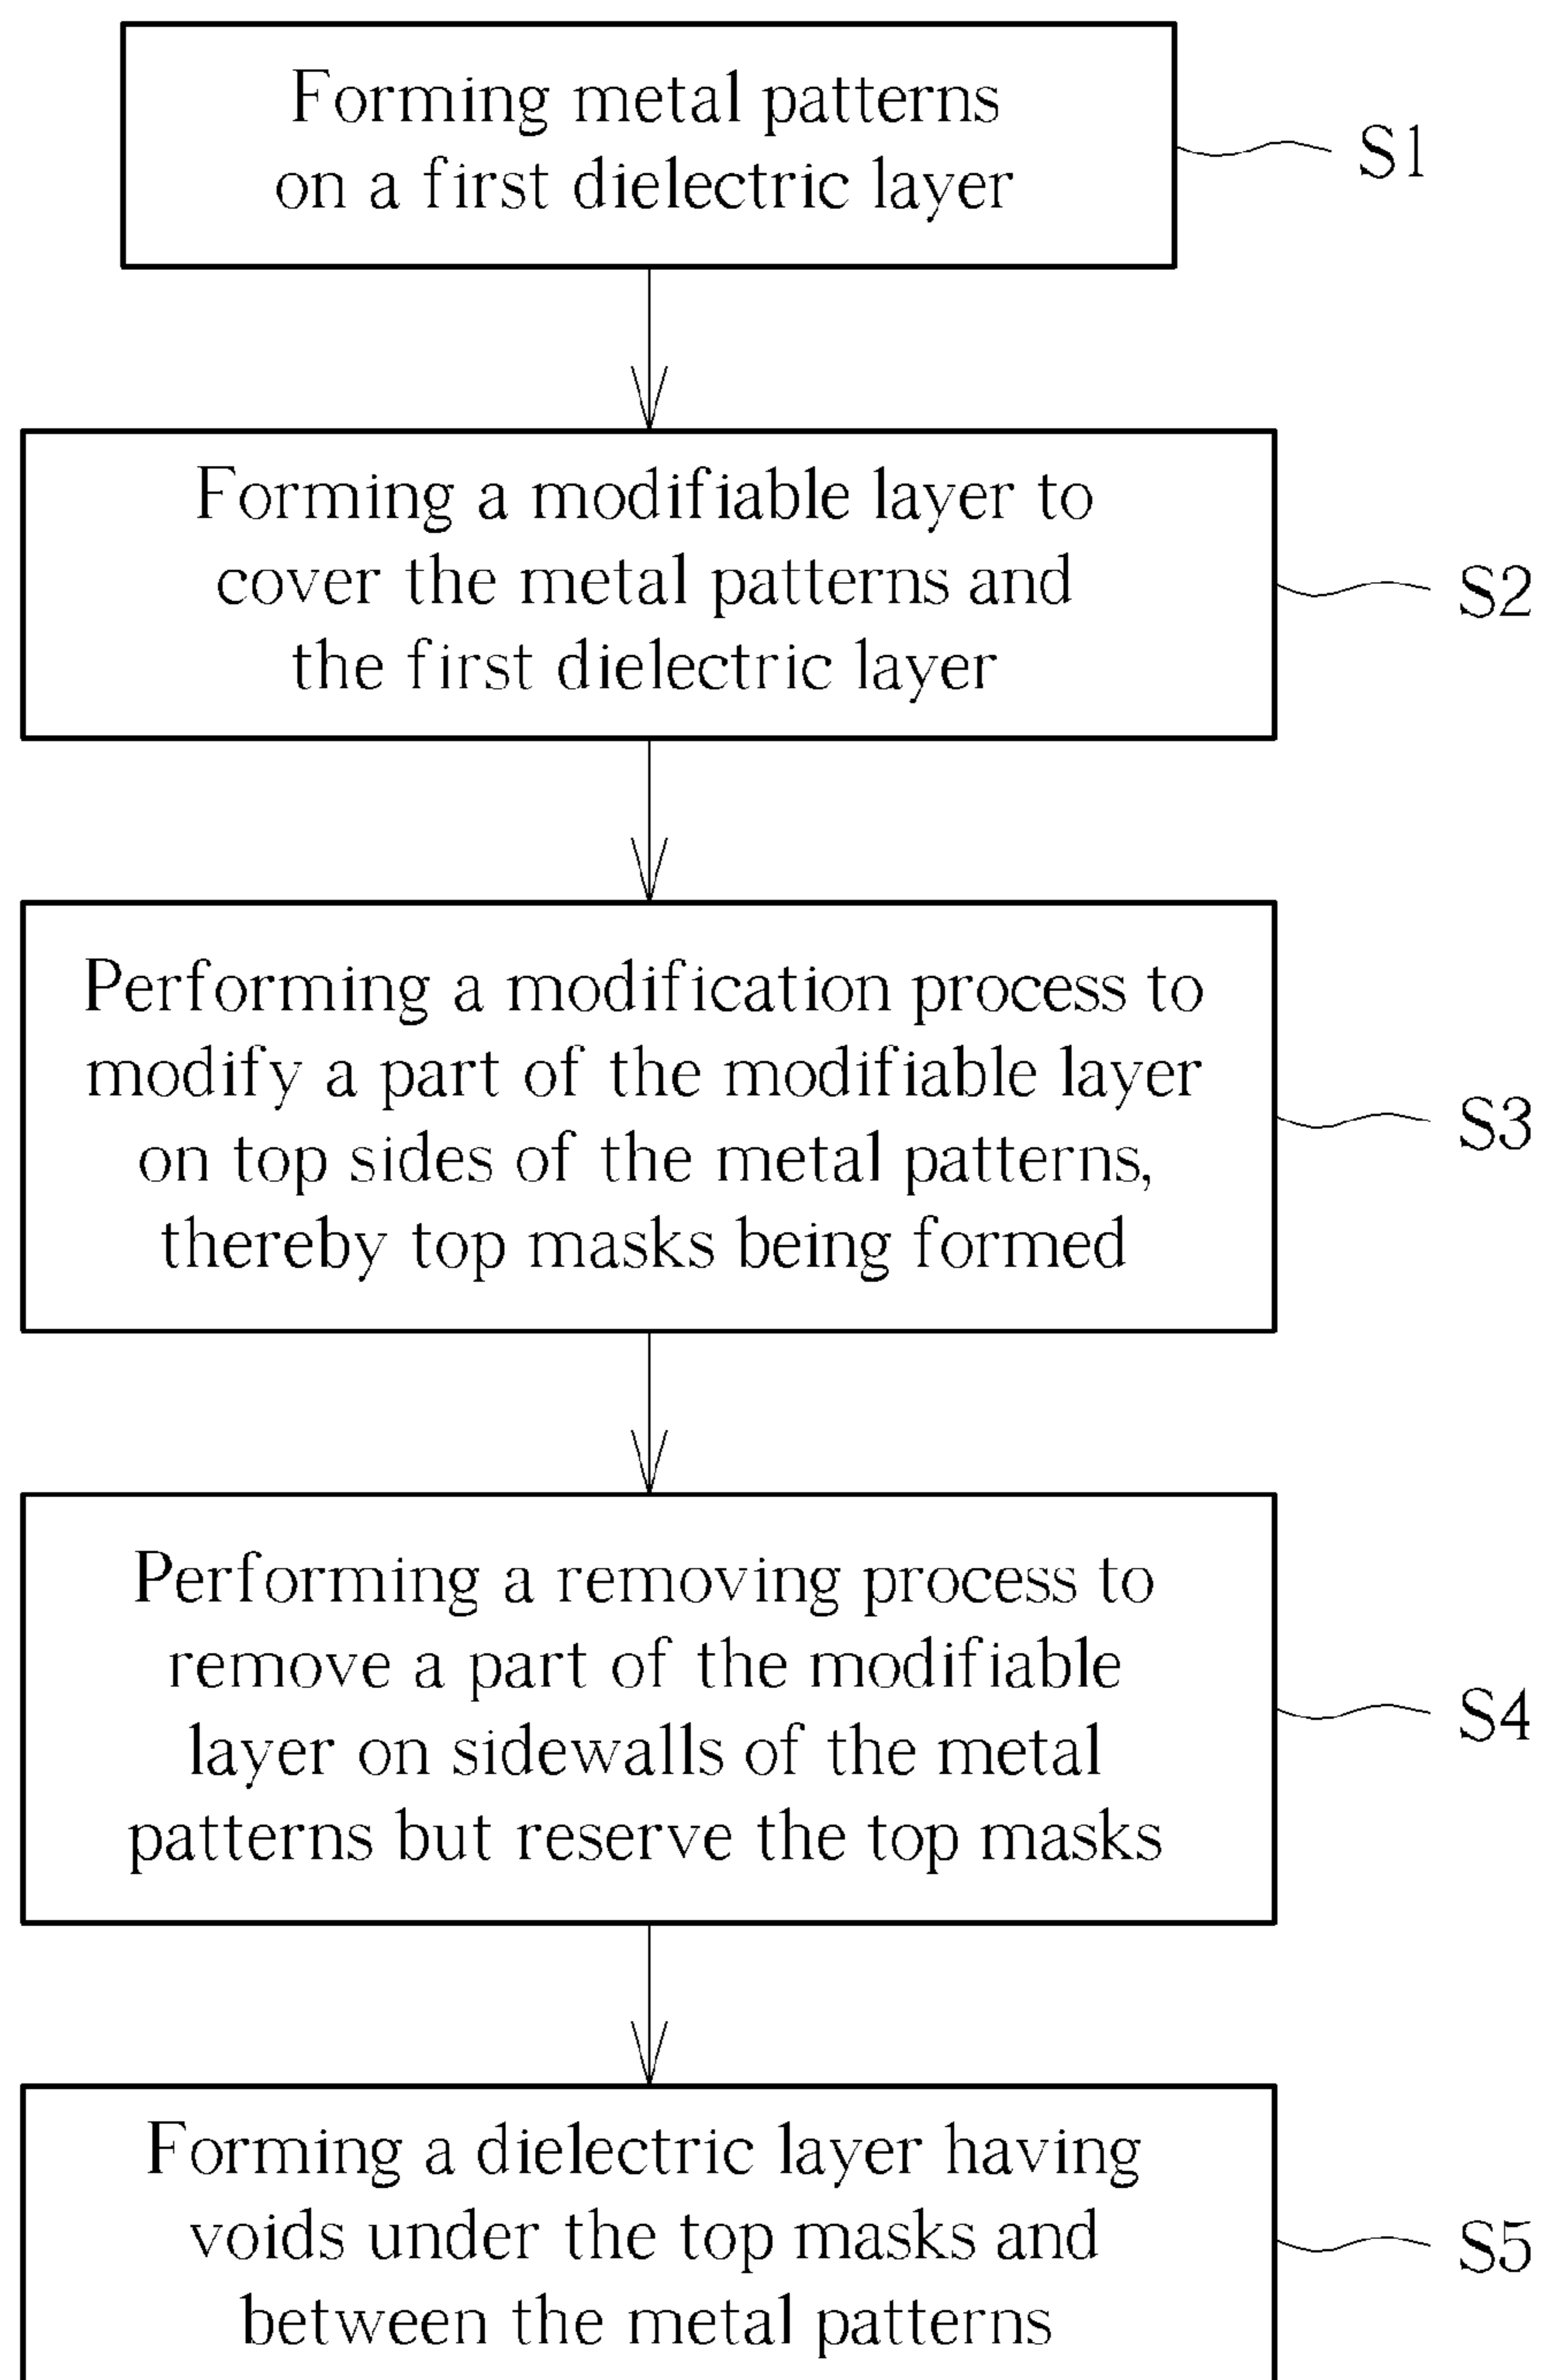 Forming metal patterns
on a first dielectric layer
S1
Forming a modifiable layer to
cover the metal patterns and
the first dielectric layer
S2
Performing a modification process to
modify a part of the modifiable layer
on top sides of the metal patterns,
thereby top masks being formed
S3
Performing a removing process to
remove a part of the modifiable
layer on sidewalls of the metal
patterns but reserve the top masks
S4
Forming a dielectric layer having
voids under the top masks and
between the metal patterns
S5